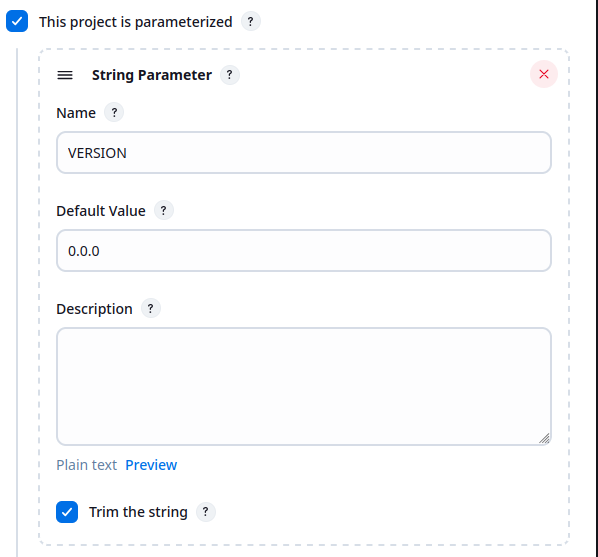 This project is parameterized ?
String Parameter ?
Name ?
VERSION
Default Value ?
0.0.0
Description ?
Plain text Preview
Trim the string ?